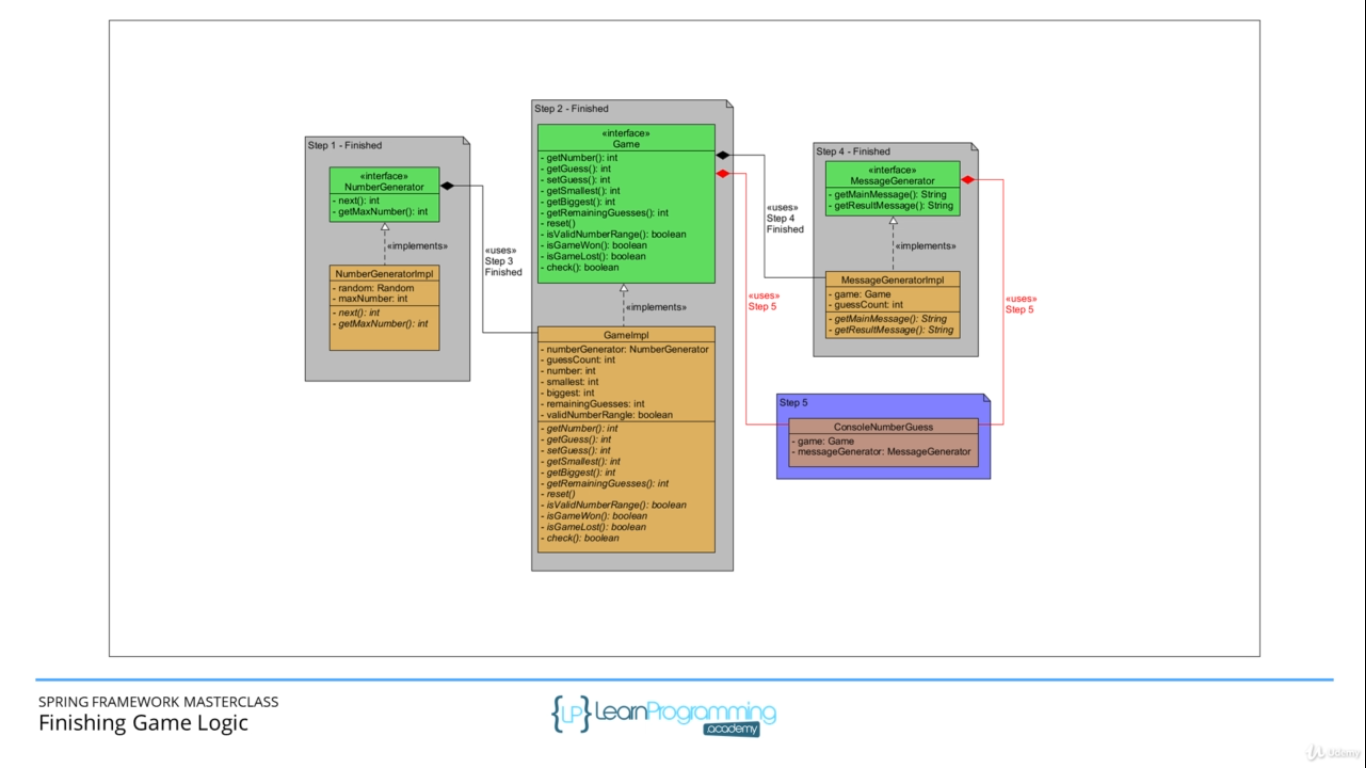 Step 1 - Finished
«interface»
NumberGenerator
- next(): int
- getMaxNumber(): int
«implements»
NumberGeneratorImpl
- random: Random
- maxNumber: int
- next(): int
- getMaxNumber(): int
«uses»
Step 3
Finished
Step 2 - Finished
«interface»
Game
- getNumber(): int
- getGuess(): int
- setGuess(): int
- getSmallest(): int
- getBiggest(): int
- getRemainingGuesses(): int
- reset()
- isValidNumberRange(): boolean
- isGameWon(): boolean
- isGameLost(): boolean
- check(): boolean
«implements»
GameImpl
- numberGenerator: NumberGenerator
- guessCount: int
- number: int
- smallest: int
- biggest: int
- remainingGuesses: int
- validNumberRangle: boolean
- getNumber(): int
- getGuess(): int
- setGuess(): int
- getSmallest(): int
- getBiggest(): int
- getRemainingGuesses(): int
- reset()
- isValidNumberRange(): boolean
- isGameWon(): boolean
- isGameLost(): boolean
- check(): boolean
«uses»
Step 4
Finished
«uses»
Step 5
Step 4 - Finished
«interface»
MessageGenerator
- getMainMessage(): String
- getResultMessage(): String
«implements»
MessageGeneratorImpl
- game: Game
- guessCount: int
- getMainMessage(): String
- getResultMessage(): String
«uses»
Step 5
Step 5
ConsoleNumberGuess
- game: Game
- messageGenerator: MessageGenerator
SPRING FRAMEWORK MASTERCLASS
Finishing Game Logic
{LP} LearnProgramming
.academy
Udemy